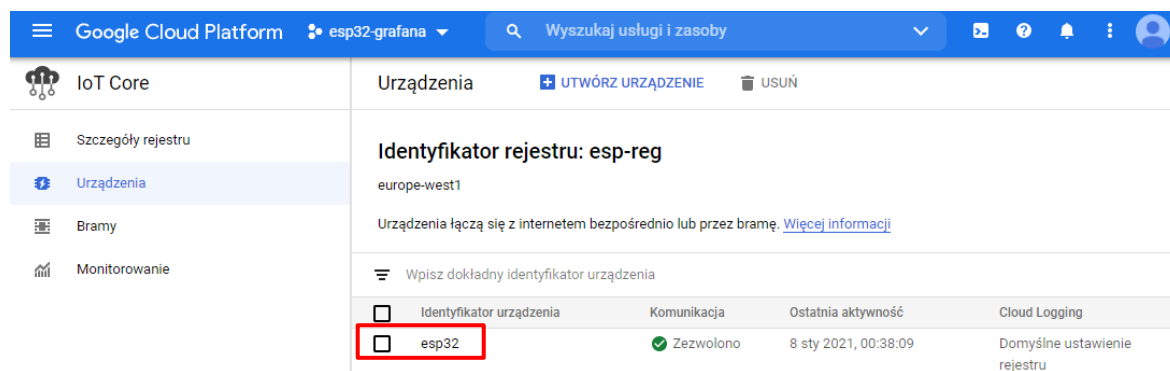 Google Cloud Platform esp32-grafana Wyszukaj usługi i zasoby
IoT Core
Urządzenia UTWÓRZ URZĄDZENIE USUŃ
Szczegóły rejestru
Urządzenia
Bramy
Monitorowanie
Identyfikator rejestru: esp-reg
europe-west1
Urządzenia łączą się z internetem bezpośrednio lub przez bramę. Więcej informacji
Wpisz dokładny identyfikator urządzenia
Identyfikator urządzenia Komunikacja Ostatnia aktywność Cloud Logging
esp32 Zezwolono 8 sty 2021, 00:38:09 Domyślne ustawienie
rejestru